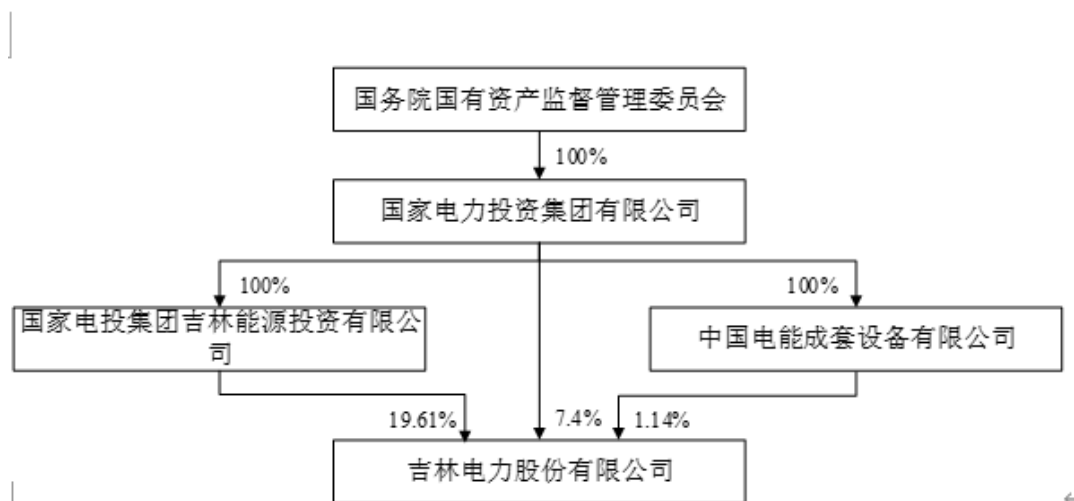 国务院国有资产监督管理委员会
100%
国家电力投资集团有限公司
100%
100%
国家电投集团吉林能源投资有限公
司
中国电能成套设备有限公司
19.61%
7.4%
1.14%
吉林电力股份有限公司